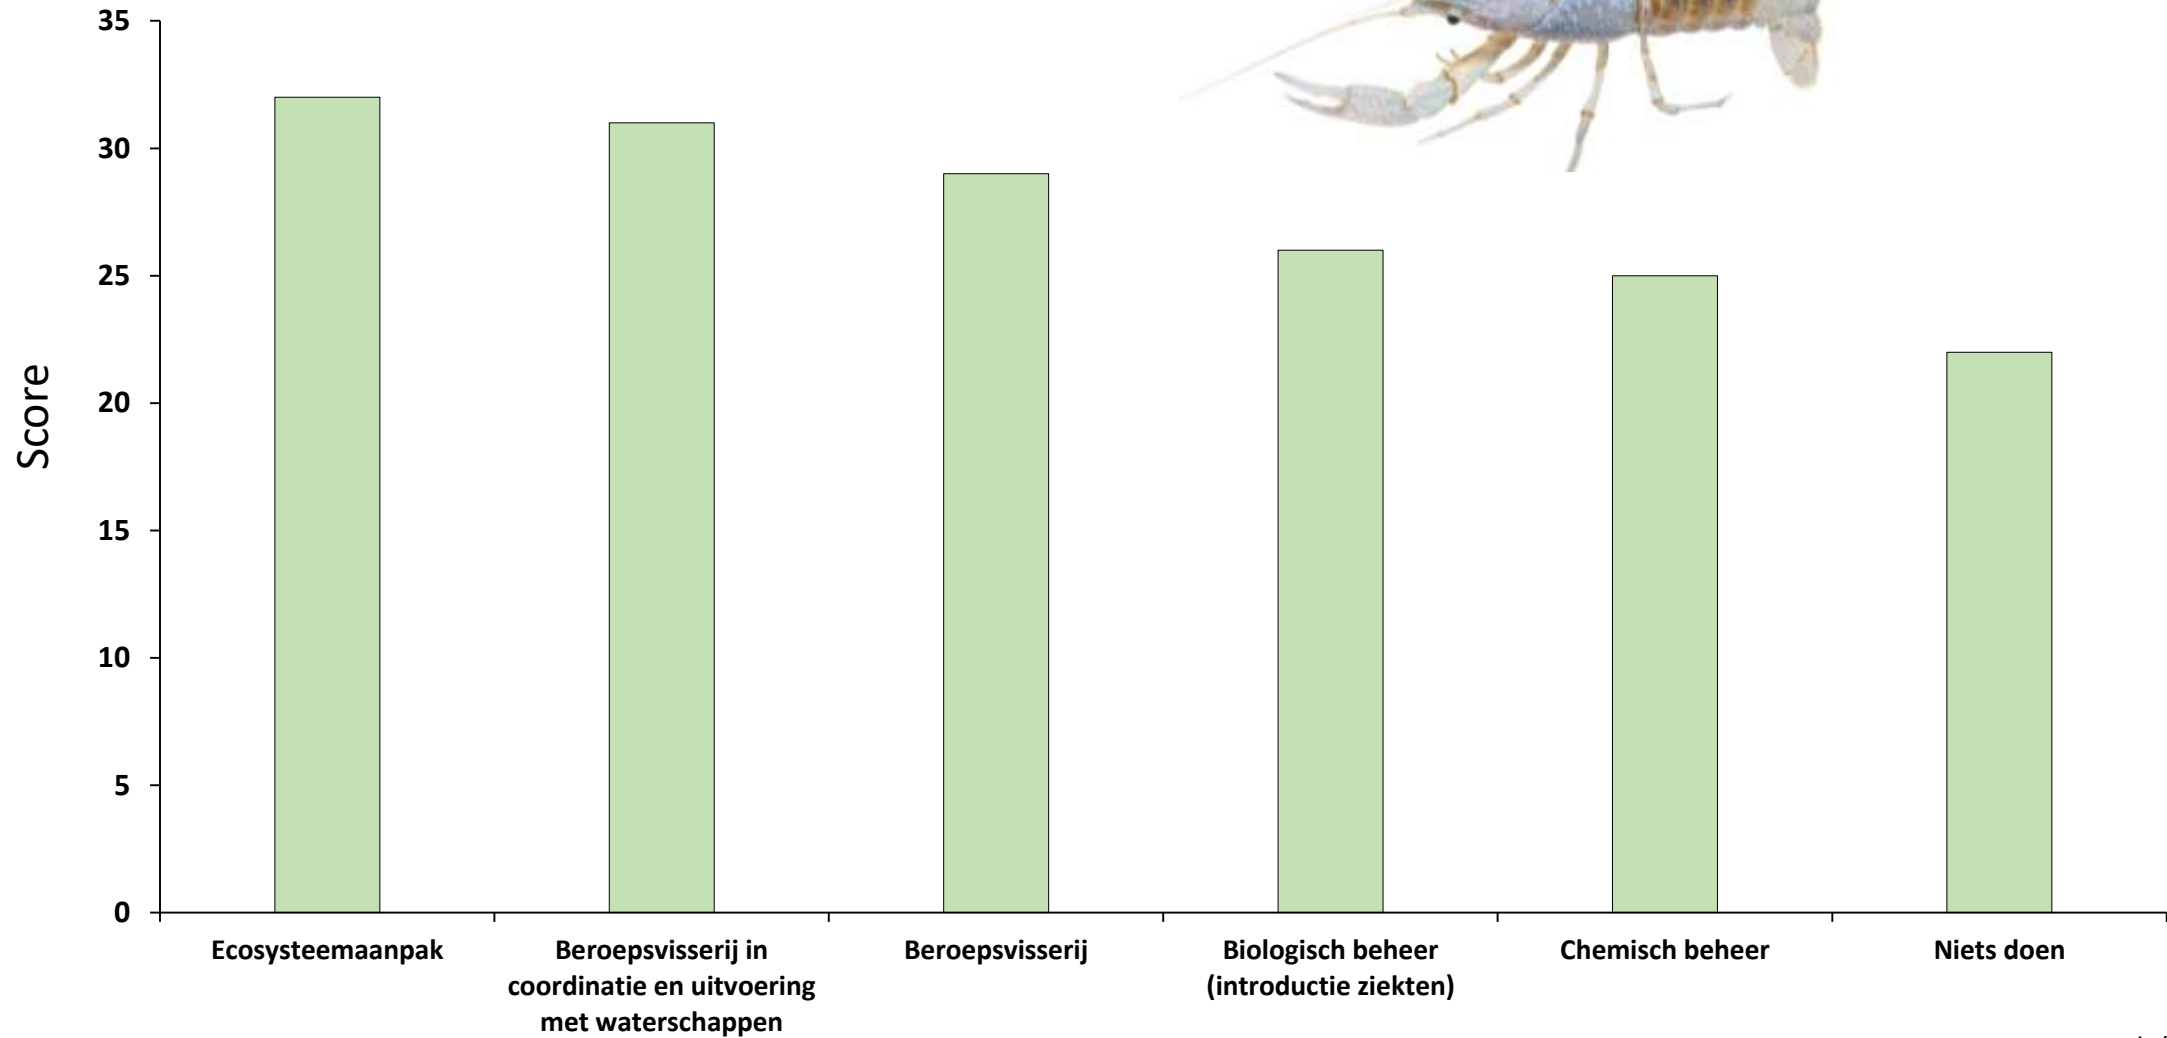 35
30
25
20
15
10
5
0
Score
Ecosysteemaanpak
Beroepsvisserij in
coordinatie en uitvoering
met waterschappen
Beroepsvisserij
Biologisch beheer
(introductie ziekten)
Chemisch beheer
Niets doen